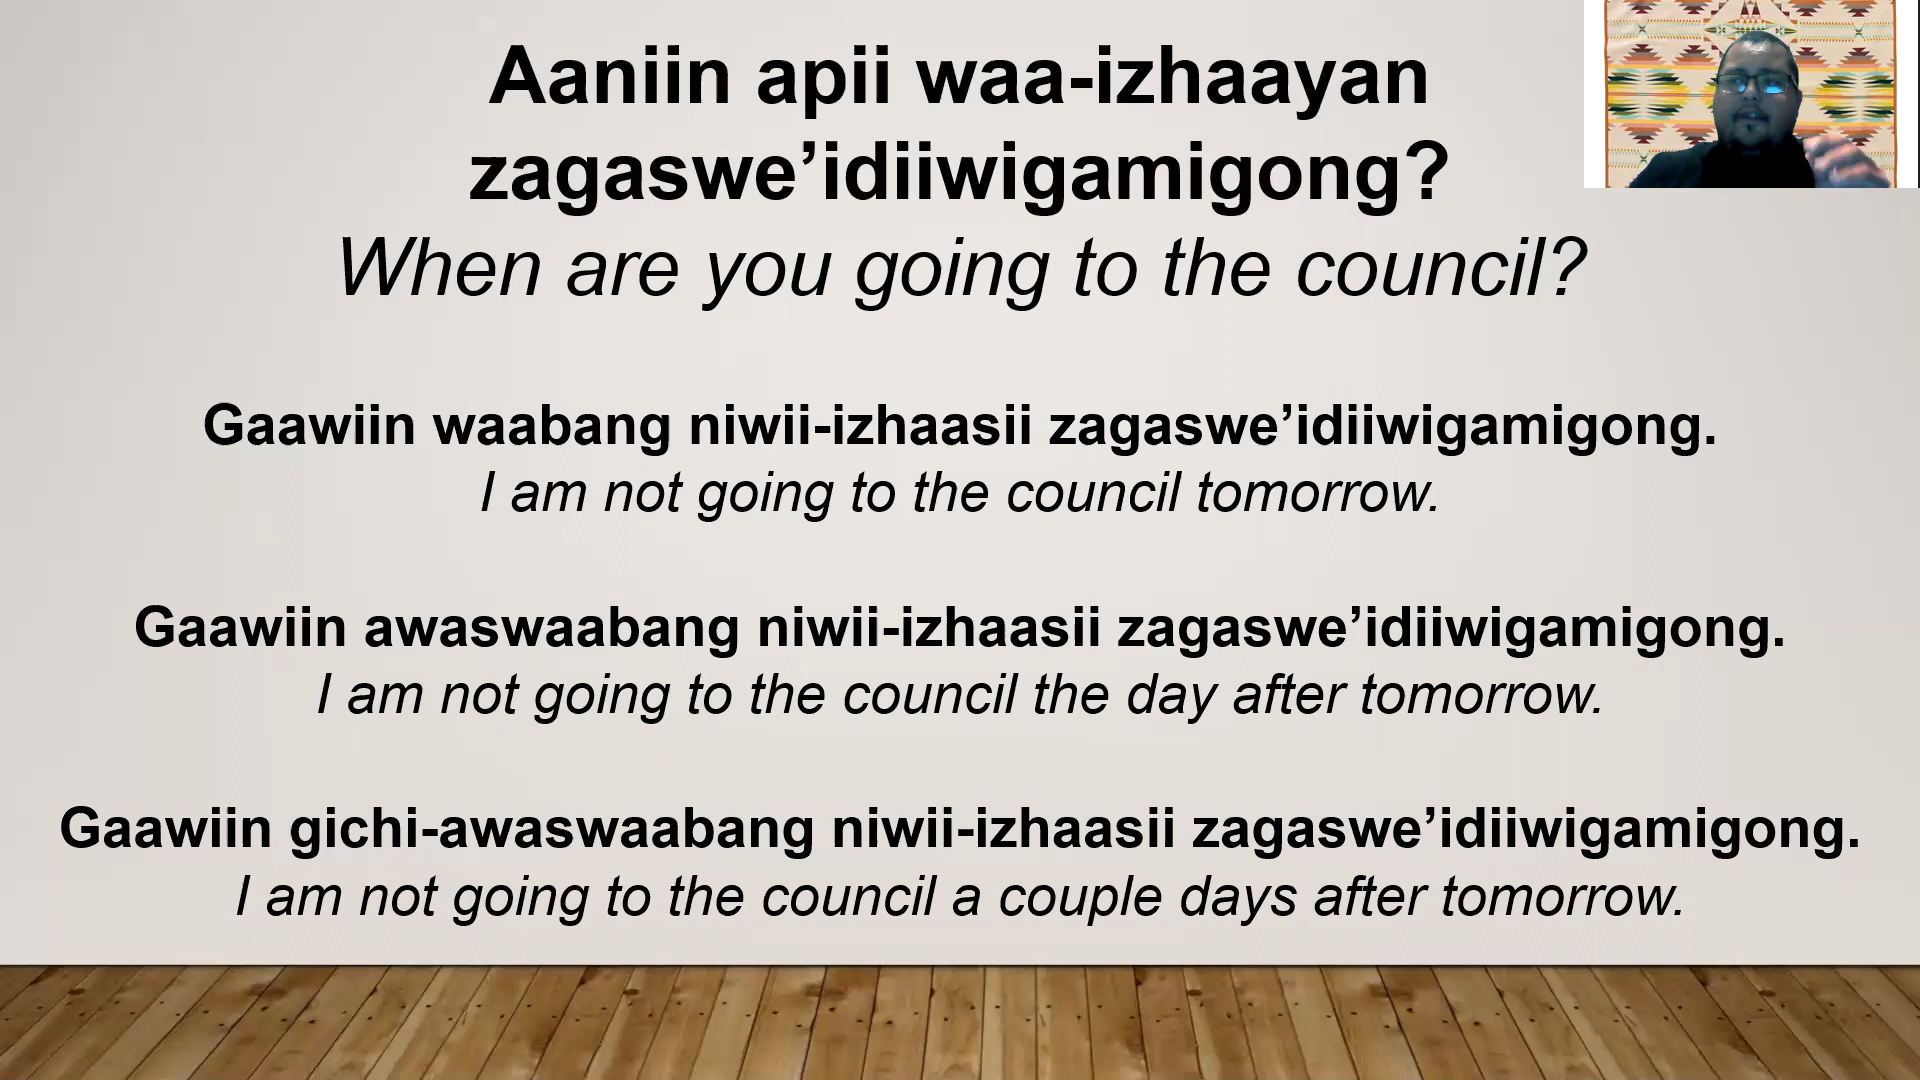 Aaniin apii waa-izhaayan
zagaswe’idiiwigamigong?
When are you going to the council?
Gaawiin waabang niwii-izhaasii zagaswe’idiiwigamigong.
I am not going to the council tomorrow.
Gaawiin awaswaabang niwii-izhaasii zagaswe’idiiwigamigong.
I am not going to the council the day after tomorrow.
Gaawiin gichi-awaswaabang niwii-izhaasii zagaswe’idiiwigamigong.
I am not going to the council a couple days after tomorrow.